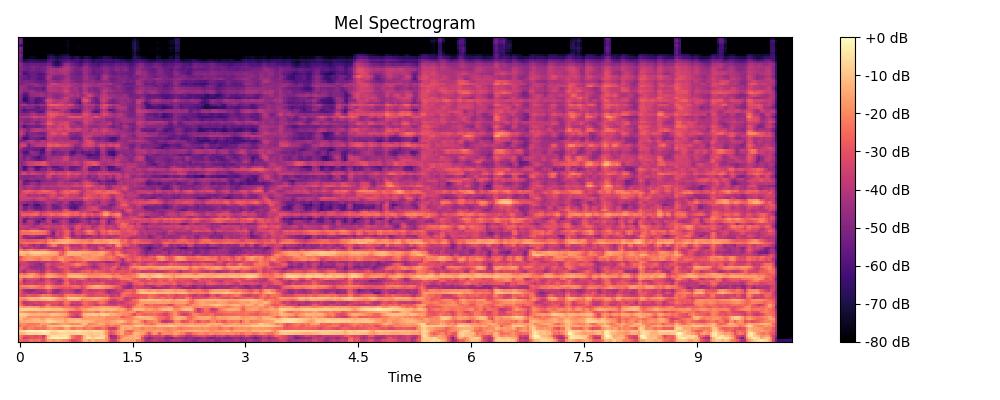 Mel Spectrogram
+0 dB
-10 dB
-20 dB
-30 dB
-40 dB
-50 dB
-60 dB
-70 dB
-80 dB
0 1.5 3 4.5 6 7.5 9
Time